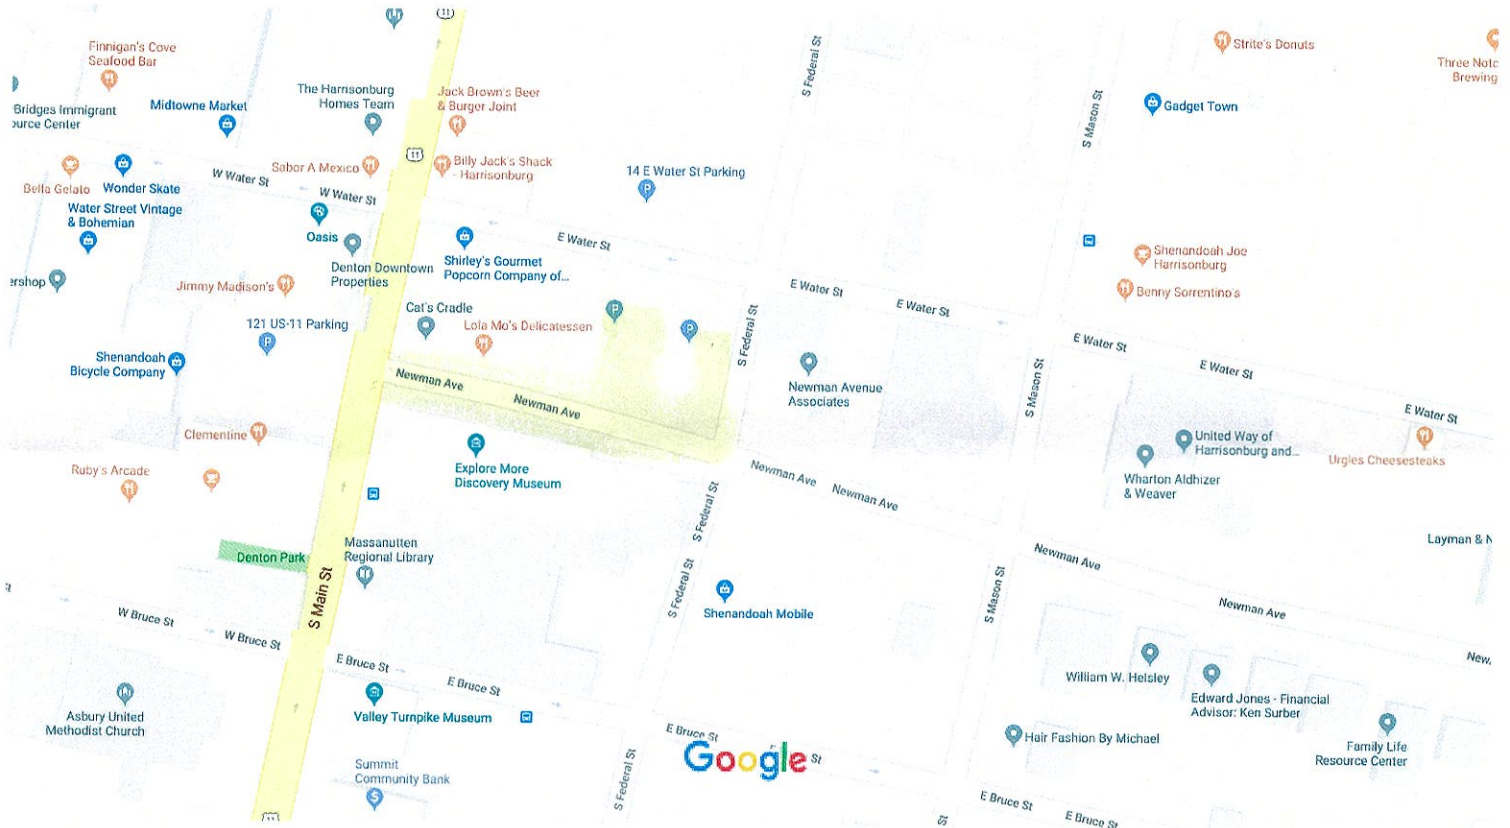 11
S Federal St
Strite's Donuts
Finnigan's Cove
Seafood Bar
Three Notc
Brewing
The Harrisonburg
Homes Team
Jack Brown's Beer
& Burger Joint
S Mason St
Gadget Town
Midtowne Market
Bridges Immigrant
ource Center
11
Sabor A Mexico
Billy Jack's Shack
- Harrisonburg
14 E Water St Parking
P
Bella Gelato
Wonder Skate
W Water St
W Water St
Water Street Vintage
& Bohemian
Oasis
E Water St
Denton Downtown
Properties
Shirley's Gourmet
Popcorn Company of...
Shenandoah Joe
Harrisonburg
ershop
Jimmy Madison's
E Water St
E Water St
Benny Sorrentino's
Cat's Cradle
P
P
121 US-11 Parking
P
Lola Mo's Delicatessen
S Federal St
E Water St
E Water St
Shenandoah
Bicycle Company
Newman Ave
Newman Ave
Newman Avenue
Associates
S Mason St
E Water St
Clementine
United Way of
Harrisonburg and...
Urgies Cheesesteaks
Ruby's Arcade
Explore More
Discovery Museum
Newman Ave
Newman Ave
Wharton Aldhizer
& Weaver
S Federal St
Massanutten
Regional Library
Layman & N
Denton Park
Newman Ave
S Main St
S Federal St
Shenandoah Mobile
S Mason St
Newman Ave
W Bruce St
W Bruce St
E Bruce St
E Bruce St
New.
William W. Helsley
Edward Jones - Financial
Advisor: Ken Surber
Asbury United
Methodist Church
Valley Turnpike Museum
E Bruce St
Google
St
Hair Fashion By Michael
Family Life
Resource Center
Summit
Community Bank
$
S Federal St
E Bruce St
E Bruce St
St
11